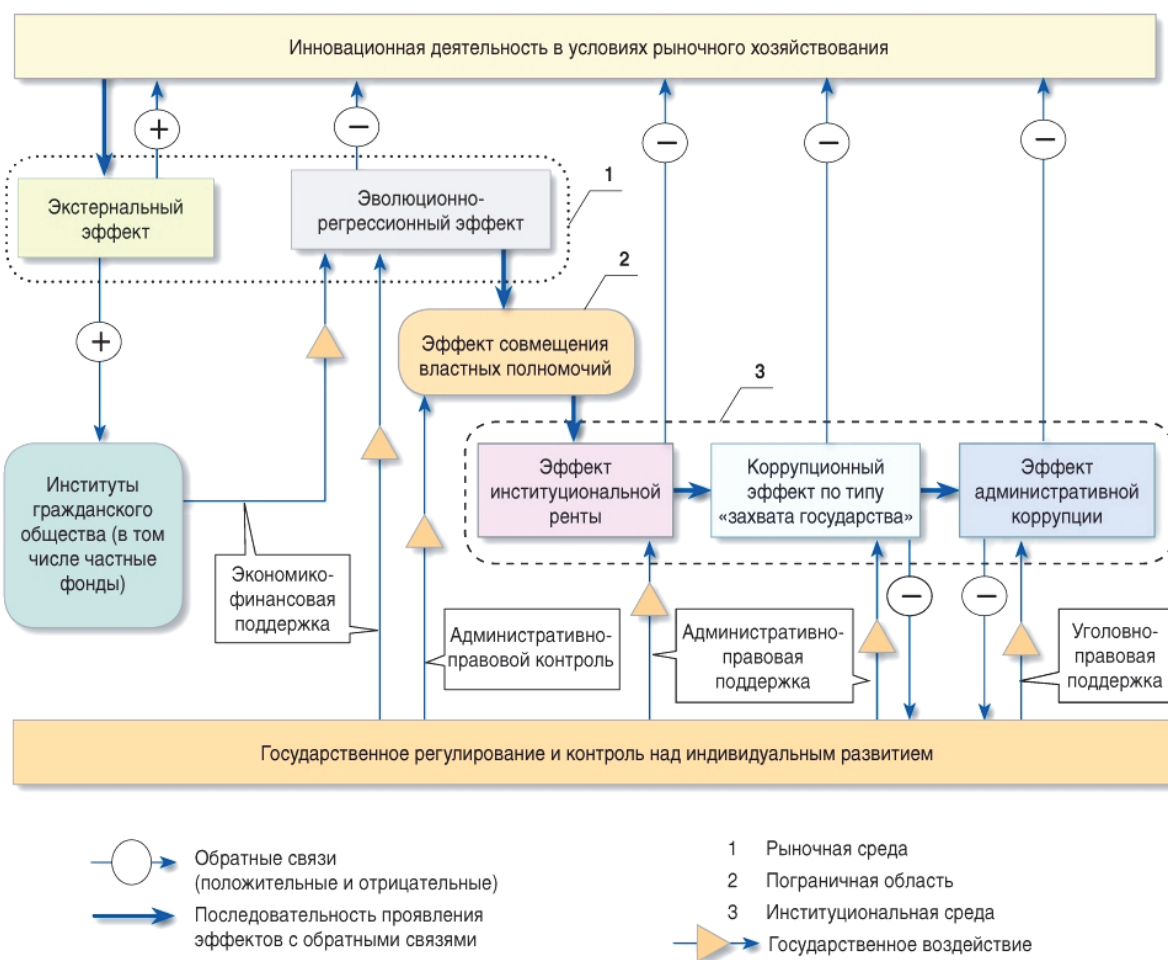 Инновационная деятельность в условиях рыночного хозяйствования
+
−
−
−
−
1
Экстернальный
эффект
Эволюционно-
регрессионный эффект
2
+
Эффект совмещения
властных полномочий
3
Институты
гражданского
общества (в том
числе частные
фонды)
Эффект
институциональной
ренты
Коррупционный
эффект по типу
«захвата государства»
Эффект
административной
коррупции
Экономико-
финансовая
поддержка
−
−
Административно-
правовой контроль
Административно-
правовая
поддержка
Уголовно-
правовая
поддержка
Государственное регулирование и контроль над индивидуальным развитием
Обратные связи
(положительные и отрицательные)
Последовательность проявления
эффектов с обратными связями
1 Рыночная среда
2 Пограничная область
3 Институциональная среда
Государственное воздействие